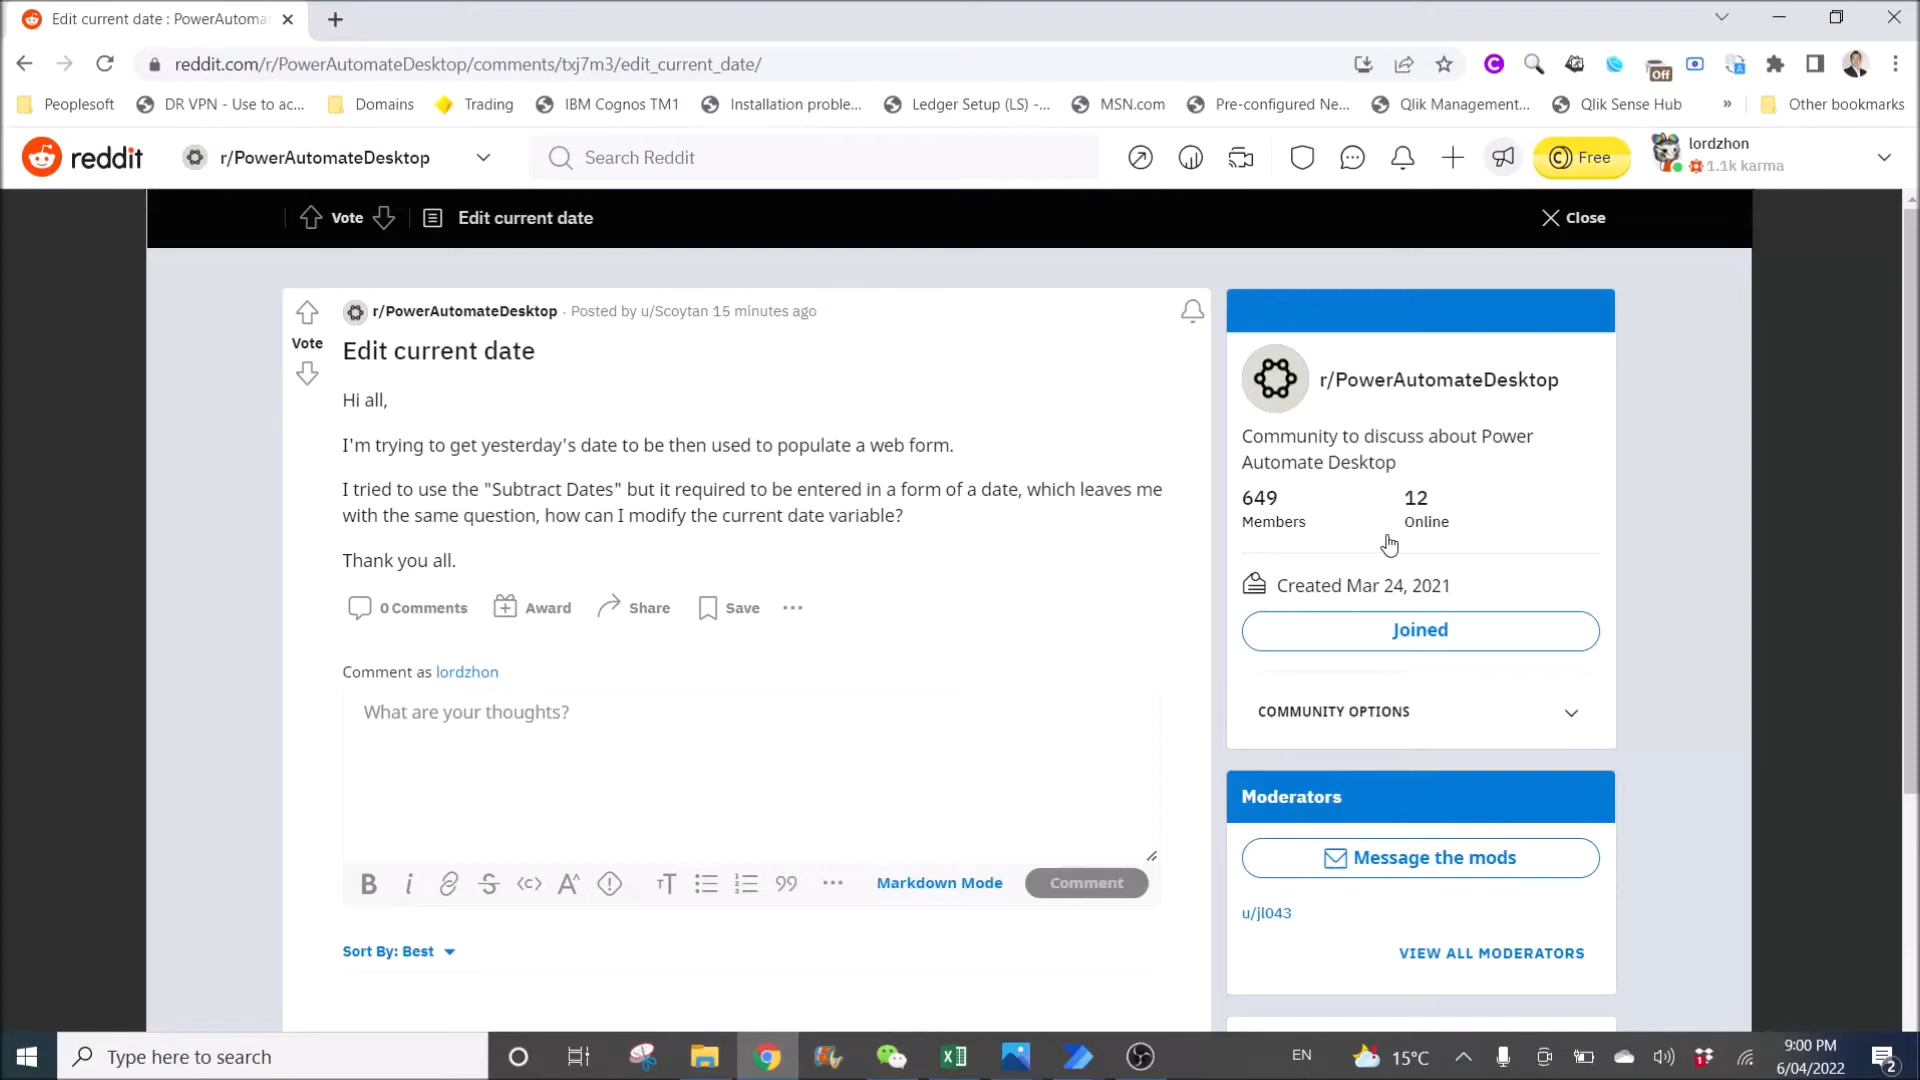 Edit current date : PowerAutoma
reddit.com/r/PowerAutomateDesktop/comments/txj7m3/edit_current_date/
Off
Peoplesoft
DR VPN - Use to ac...
Domains
Trading
IBM Cognos TM1
Installation proble...
Ledger Setup (LS) -...
MSN.com
Pre-configured Ne...
Qlik Management...
Qlik Sense Hub
»
Other bookmarks
reddit
r/PowerAutomateDesktop
Search Reddit
Free
lordzhon
1.1k karma
Vote
Edit current date
Close
r/PowerAutomateDesktop · Posted by u/Scoytan 15 minutes ago
Vote
Edit current date
Hi all,
I'm trying to get yesterday's date to be then used to populate a web form.
I tried to use the "Subtract Dates" but it required to be entered in a form of a date, which leaves me
with the same question, how can I modify the current date variable?
Thank you all.
0 Comments
Award
Share
Save
Comment as lordzhon
What are your thoughts?
Markdown Mode
Comment
Sort By: Best
r/PowerAutomateDesktop
Community to discuss about Power
Automate Desktop
649
12
Members
Online
Created Mar 24, 2021
Joined
COMMUNITY OPTIONS
Moderators
Message the mods
u/jl043
VIEW ALL MODERATORS
Type here to search
EN
15°C
9:00 PM
6/04/2022
2